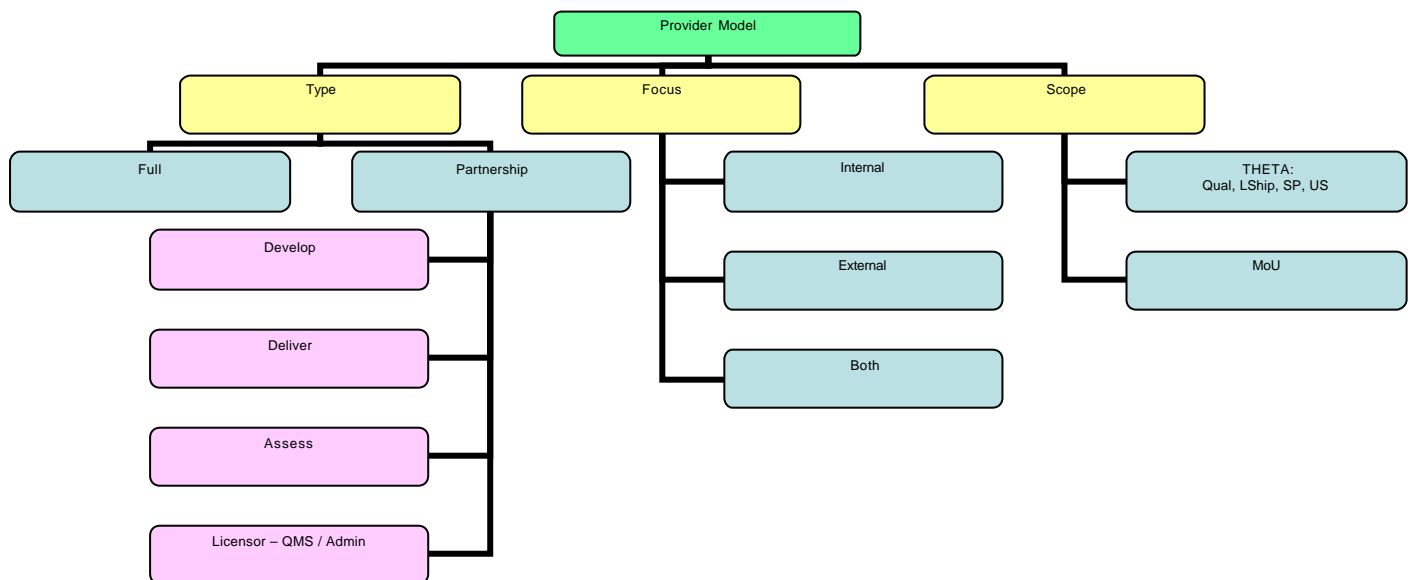 Provider Model
Type
Focus
Scope
Full
Partnership
Internal
THETA:
Qual, LShip, SP, US
Develop
External
MoU
Deliver
Both
Assess
Licensor – QMS / Admin